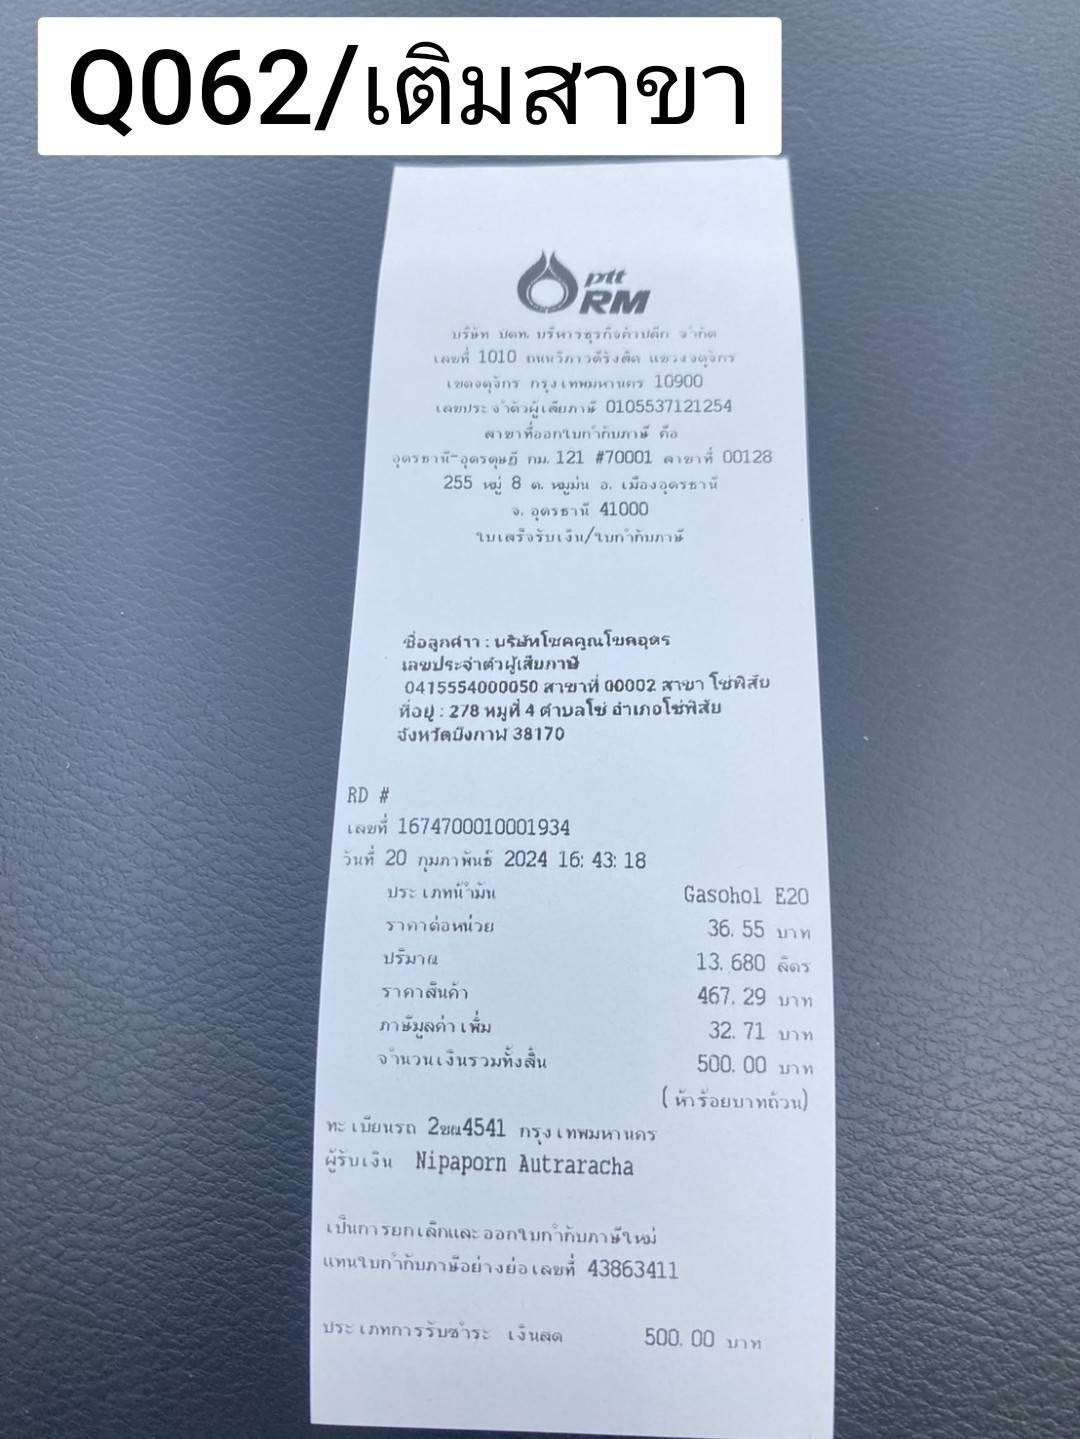 Q062/เติมสาขา
ptt
RM
บริษัท ปตท. บริหารธุรกิจค้าปลีก จำกัด
เลขที่ 1010 ถนนวิภาวดีรังสิต แขวงจตุจักร
เขตจตุจักร กรุงเทพมหานคร 10900
เลขประจำตัวผู้เสียภาษี 0105537121254
สาขาที่ออกใบกำกับภาษี คือ
อุดรธานี-อุดรดุษฎี กม. 121 #70001 สาขาที่ 00128
255 หมู่ 8 ต. หมูม่น อ. เมืองอุดรธานี
จ. อุดรธานี 41000
ใบเสร็จรับเงิน/ใบกำกับภาษี
ชื่อลูกค้า : บริษัทโชคคูณโชคอุดร
เลขประจำตัวผู้เสียภาษี
0415554000050 สาขาที่ 00002 สาขา โซ่พิสัย
ที่อยู่ : 278 หมู่ที่ 4 ตำบลโซ่ อำเภอโซ่พิสัย
จังหวัดบึงกาฬ 38170
RD #
เลขที่ 1674700010001934
วันที่ 20 กุมภาพันธ์ 2024 16:43:18
ประเภทน้ำมัน Gasohol E20
ราคาต่อหน่วย 36.55 บาท
ปริมาณ 13.680 ลิตร
ราคาสินค้า 467.29 บาท
ภาษีมูลค่าเพิ่ม 32.71 บาท
จำนวนเงินรวมทั้งสิ้น 500.00 บาท
(ห้าร้อยบาทถ้วน)
ทะเบียนรถ 2ขณ4541 กรุงเทพมหานคร
ผู้รับเงิน Nipaporn Autraracha
เป็นการยกเลิกและออกใบกำกับภาษีใหม่
แทนใบกำกับภาษีอย่างย่อเลขที่ 43863411
ประเภทการรับชำระ เงินสด 500.00 บาท